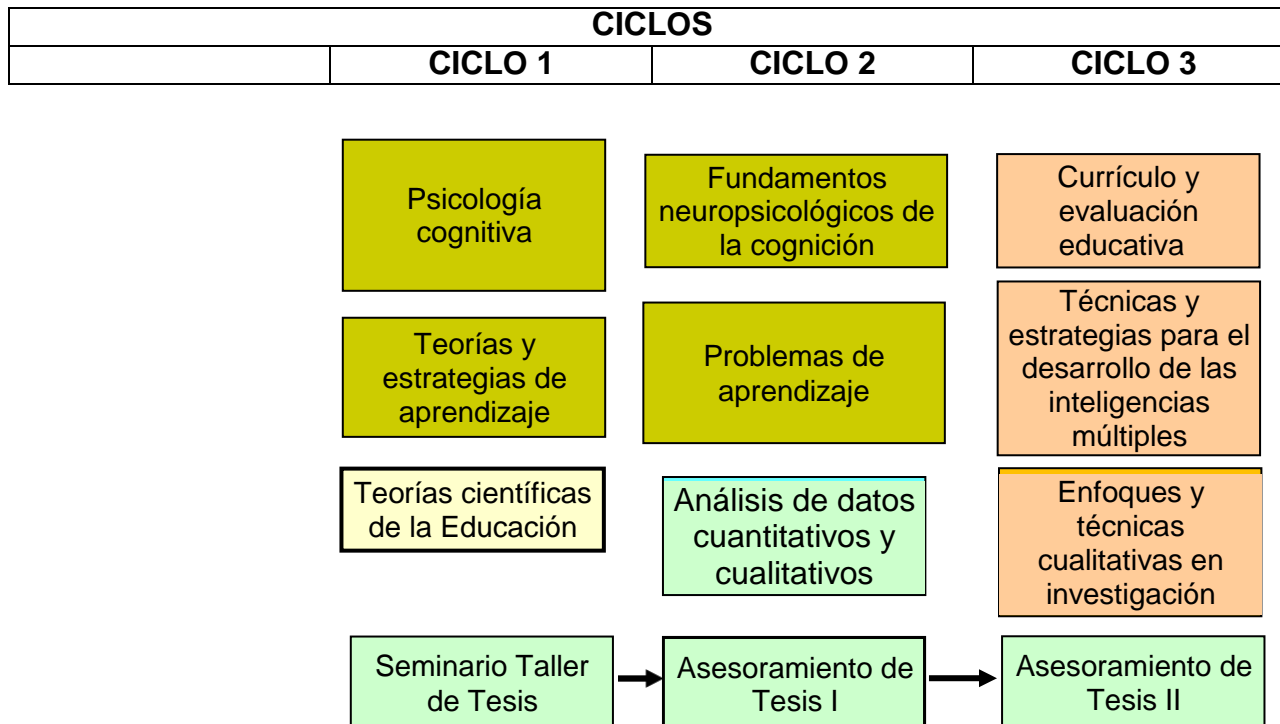 CICLOS
CICLO 1 CICLO 2 CICLO 3
Psicología
cognitiva
Fundamentos
neuropsicológicos de
la cognición
Currículo y
evaluación
educativa
Teorías y
estrategias de
aprendizaje
Problemas de
aprendizaje
Técnicas y
estrategias para el
desarrollo de las
inteligencias
múltiples
Teorías científicas
de la Educación
Análisis de datos
cuantitativos y
cualitativos
Enfoques y
técnicas
cualitativas en
investigación
Seminario Taller
de Tesis
Asesoramiento de
Tesis I
Asesoramiento de
Tesis II